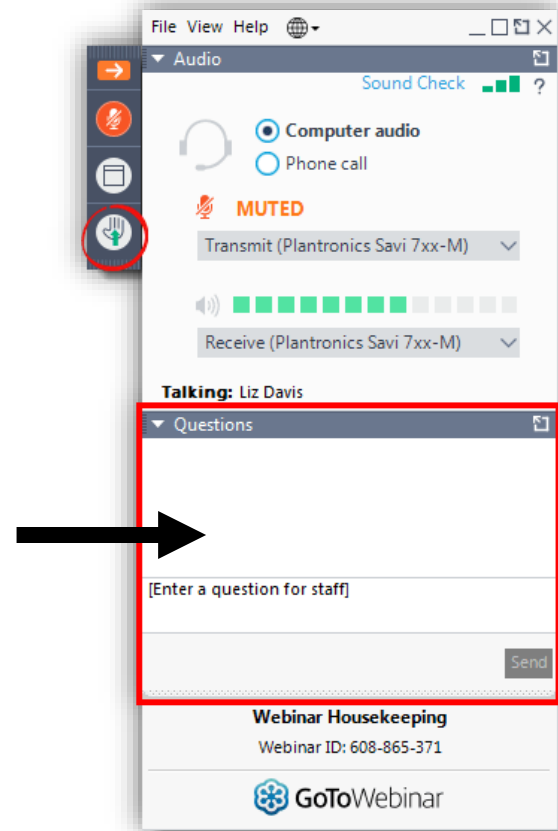 File View Help
Audio
Sound Check ?
Computer audio
Phone call
MUTED
Transmit (Plantronics Savi 7xx-M)
Receive (Plantronics Savi 7xx-M)
Talking: Liz Davis
Questions
[Enter a question for staff]
Send
Webinar Housekeeping
Webinar ID: 608-865-371
GoToWebinar